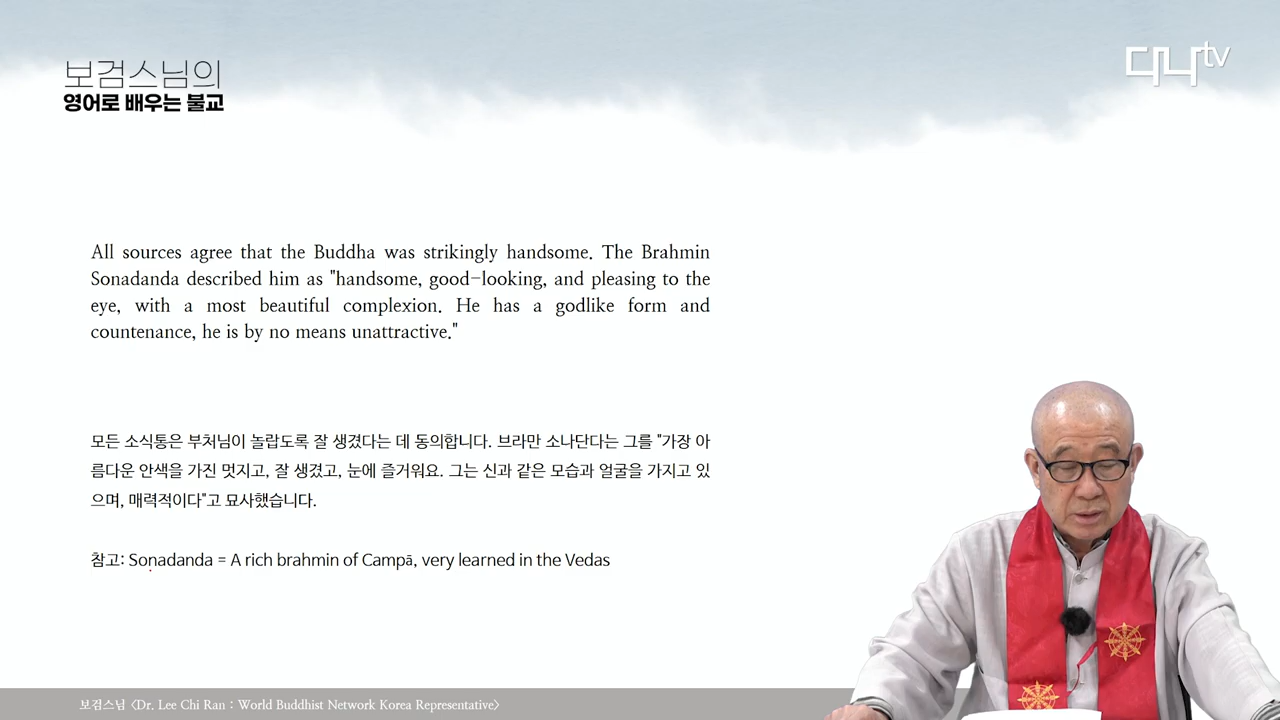 보검스님의
영어로 배우는 불교
다나tv
All sources agree that the Buddha was strikingly handsome. The Brahmin
Sonadanda described him as "handsome, good-looking, and pleasing to the
eye, with a most beautiful complexion. He has a godlike form and
countenance, he is by no means unattractive."
모든 소식통은 부처님이 놀랍도록 잘 생겼다는 데 동의합니다. 브라만 소나단다는 그를 "가장 아
름다운 안색을 가진 멋지고, 잘 생겼고, 눈에 즐거워요. 그는 신과 같은 모습과 얼굴을 가지고 있
으며, 매력적이다"고 묘사했습니다.
참고: Soṇadanda = A rich brahmin of Campā, very learned in the Vedas
보검스님 <Dr. Lee Chi Ran : World Buddhist Network Korea Representative>